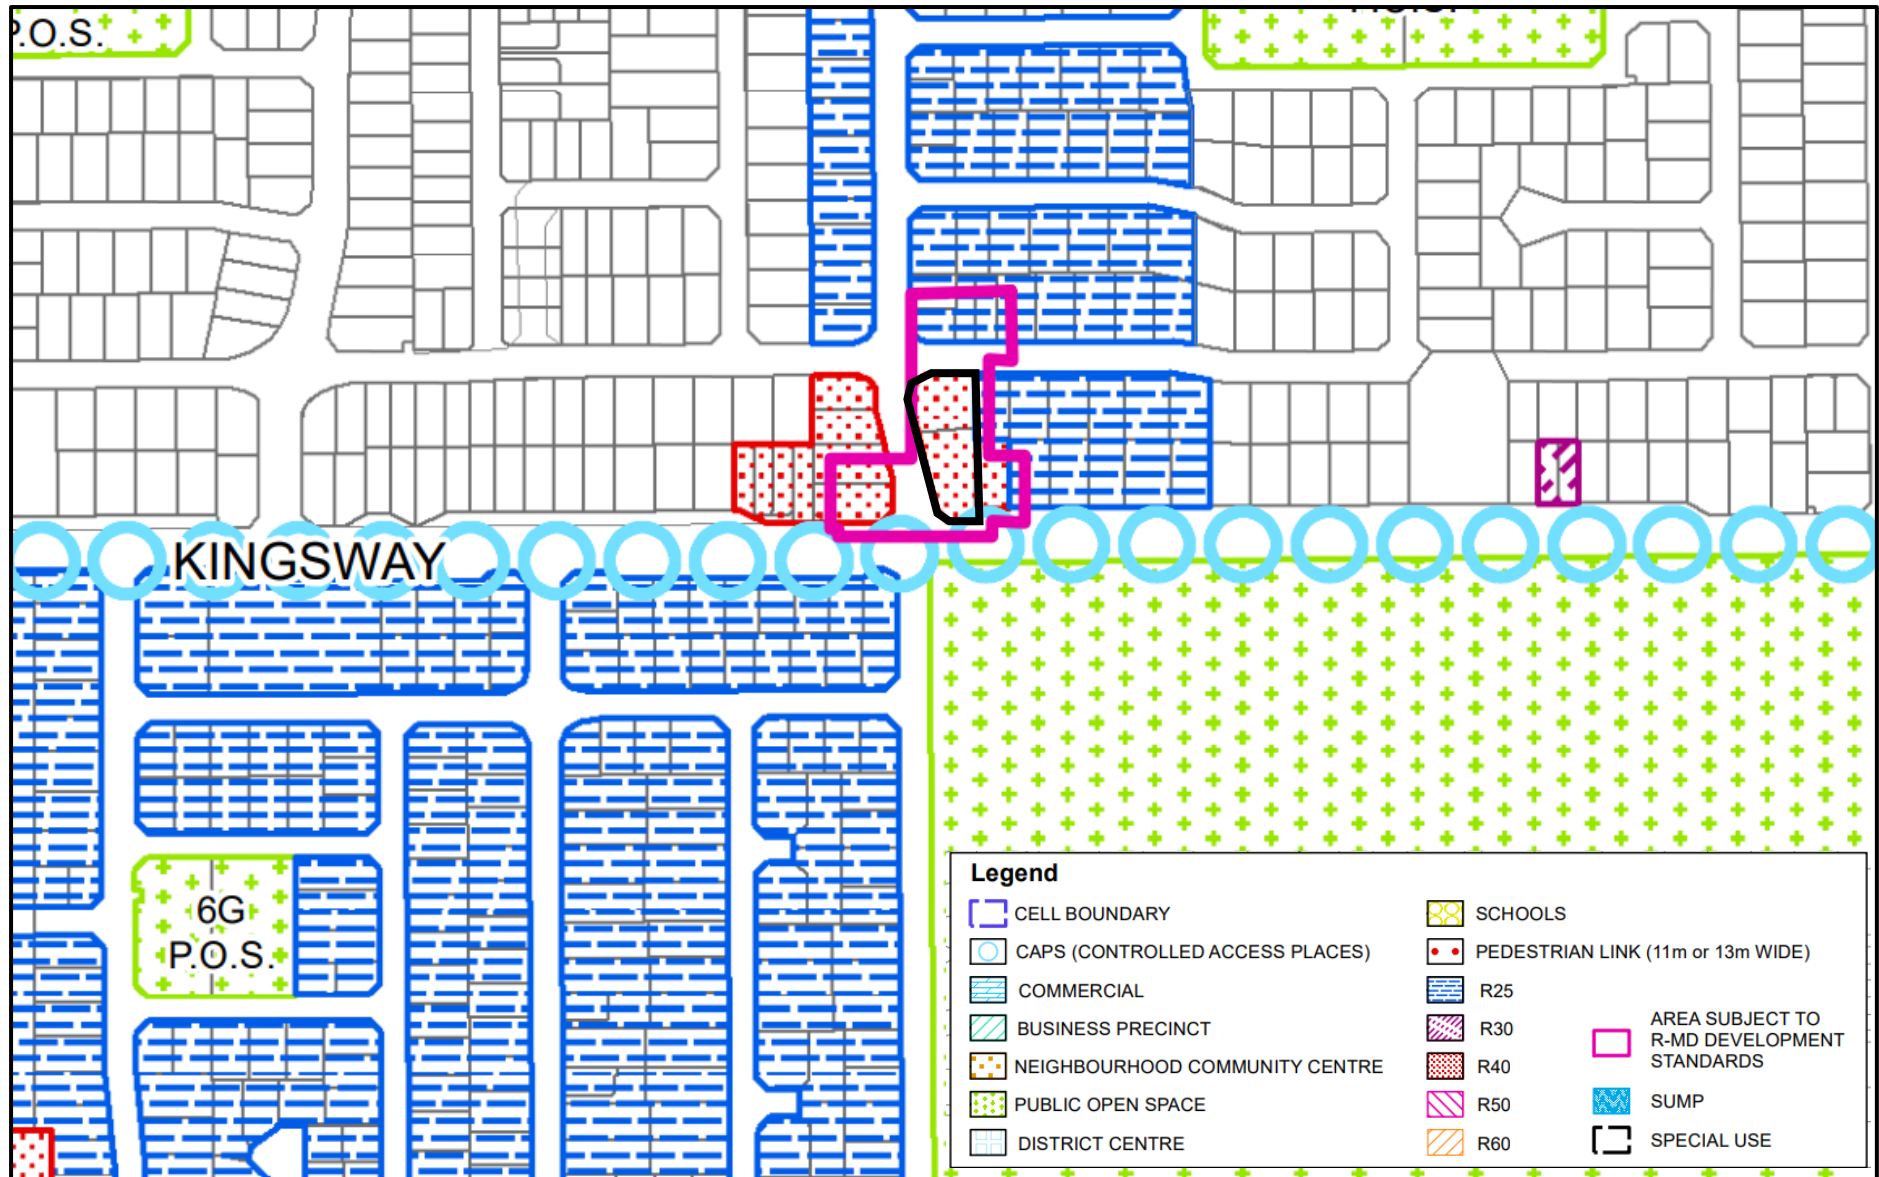 P.O.S.
KINGSWAY
6G
P.O.S.
Legend
CELL BOUNDARY
CAPS (CONTROLLED ACCESS PLACES)
COMMERCIAL
BUSINESS PRECINCT
NEIGHBOURHOOD COMMUNITY CENTRE
PUBLIC OPEN SPACE
DISTRICT CENTRE
SCHOOLS
PEDESTRIAN LINK (11m or 13m WIDE)
R25
R30
R40
R50
R60
AREA SUBJECT TO
R-MD DEVELOPMENT
STANDARDS
SUMP
SPECIAL USE